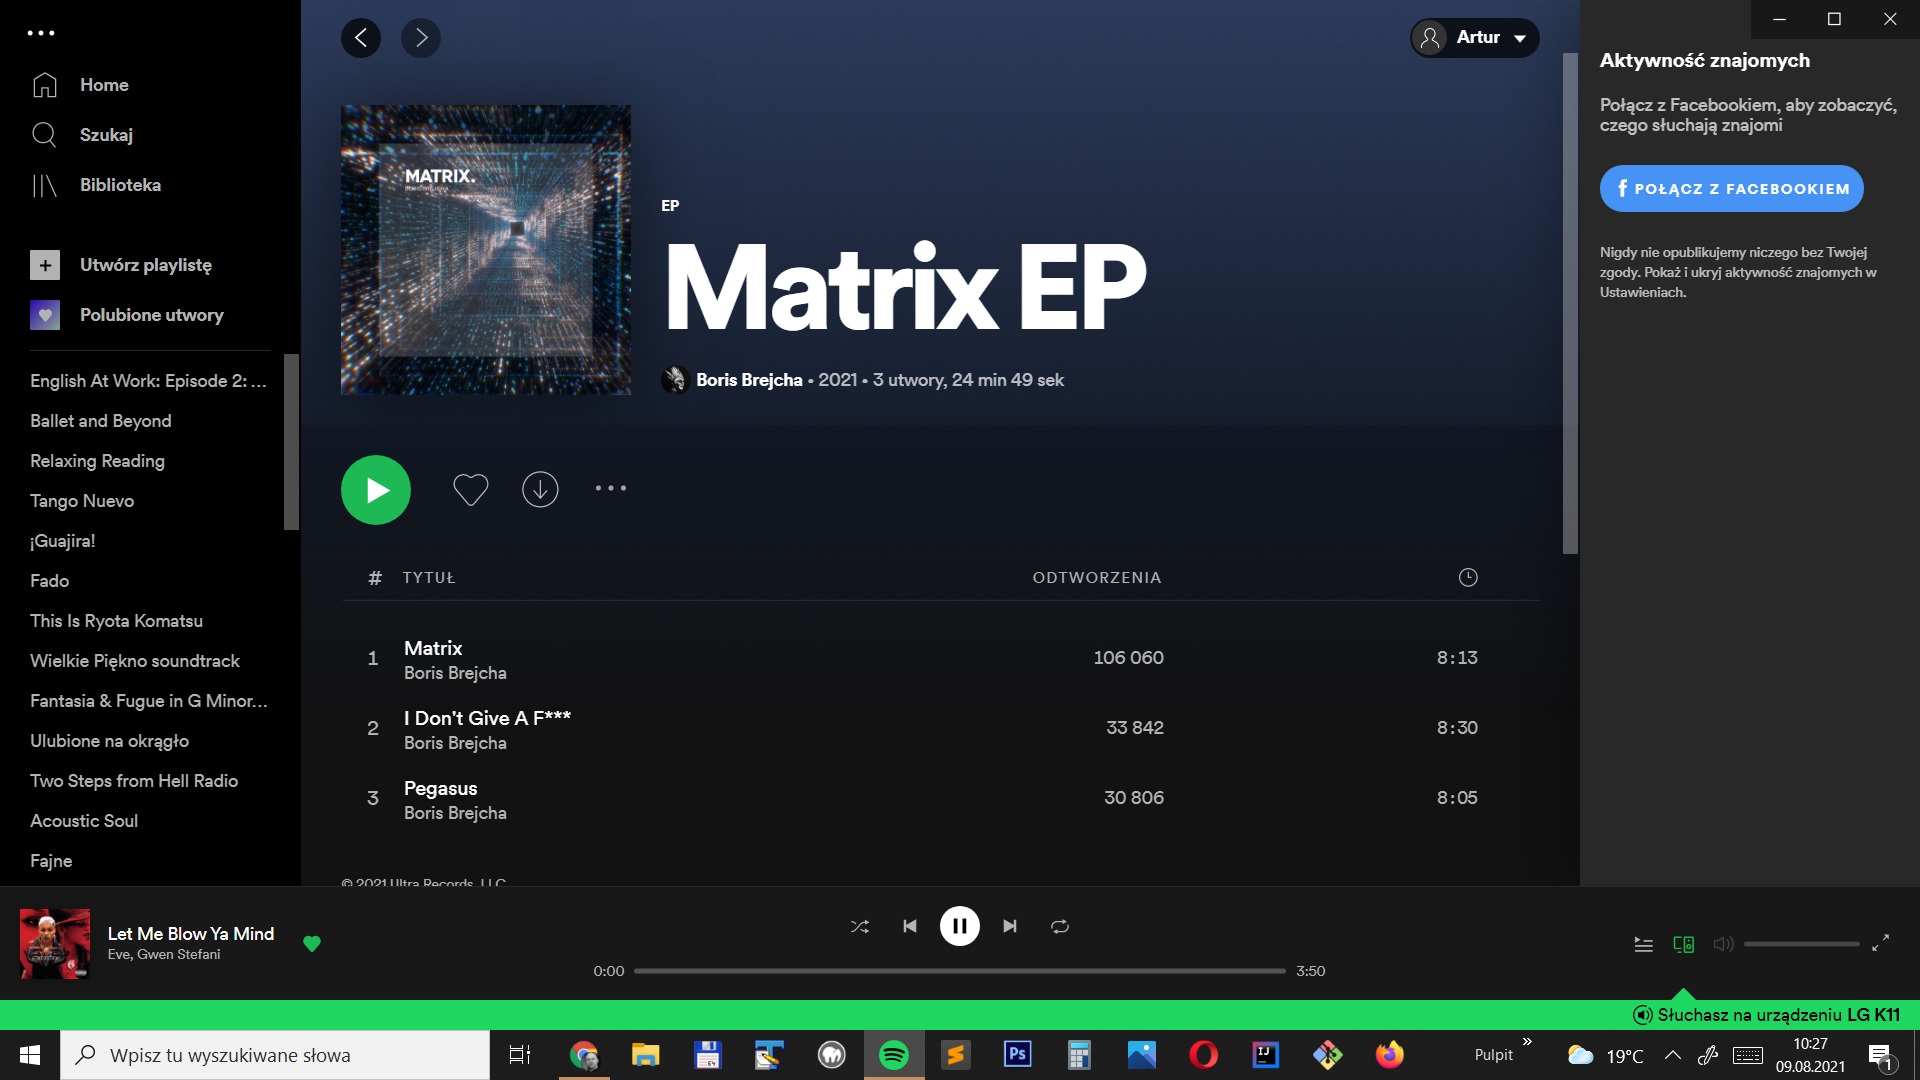 Home
Szukaj
Biblioteka
Utwórz playlistę
Polubione utwory
English At Work: Episode 2: ...
Ballet and Beyond
Relaxing Reading
Tango Nuevo
¡Guajira!
Fado
This Is Ryota Komatsu
Wielkie Piękno soundtrack
Fantasia & Fugue in G Minor...
Ulubione na okrągło
Two Steps from Hell Radio
Acoustic Soul
Fajne
Artur
MATRIX.
EP
Matrix EP
Boris Brejcha • 2021 • 3 utwory, 24 min 49 sek
# TYTUŁ ODTWORZENIA
1 Matrix 106 060 8:13
Boris Brejcha
2 I Don't Give A F*** 33 842 8:30
Boris Brejcha
3 Pegasus 30 806 8:05
Boris Brejcha
© 2021 Ultra Records, LLC
Aktywność znajomych
Połącz z Facebookiem, aby zobaczyć,
czego słuchają znajomi
f POŁĄCZ Z FACEBOOKIEM
Nigdy nie opublikujemy niczego bez Twojej
zgody. Pokaż i ukryj aktywność znajomych w
Ustawieniach.
Let Me Blow Ya Mind
Eve, Gwen Stefani
0:00 3:50
Słuchasz na urządzeniu LG K11
Wpisz tu wyszukiwane słowa
64
Ps
IJ
Pulpit »
19°C
10:27
09.08.2021
1